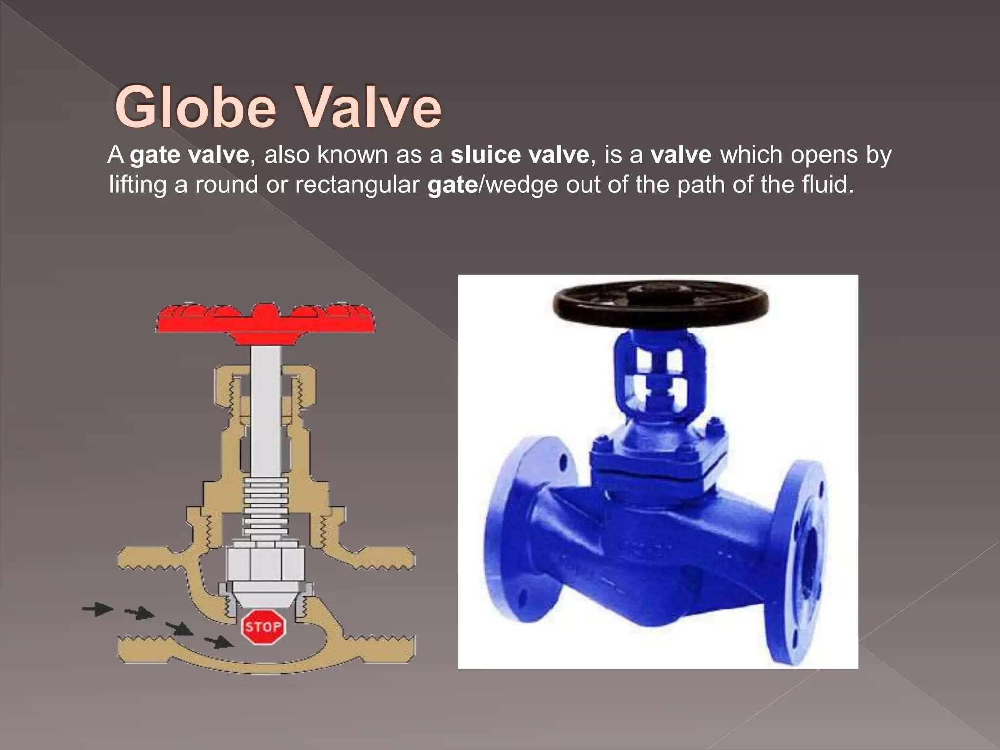 Globe Valve
A gate valve, also known as a sluice valve, is a valve which opens by
lifting a round or rectangular gate/wedge out of the path of the fluid.
STOP